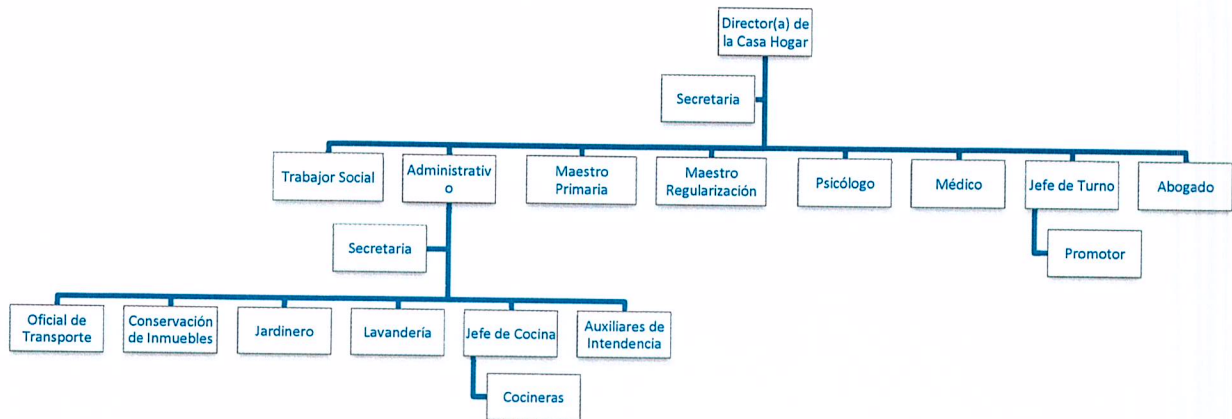 Director(a) de
la Casa Hogar
Secretaria
Trabajor Social
Administrativ
o
Maestro
Primaria
Maestro
Regularización
Psicólogo
Médico
Jefe de Turno
Abogado
Secretaria
Promotor
Oficial de
Transporte
Conservación
de Inmuebles
Jardinero
Lavandería
Jefe de Cocina
Auxiliares de
Intendencia
Cocineras